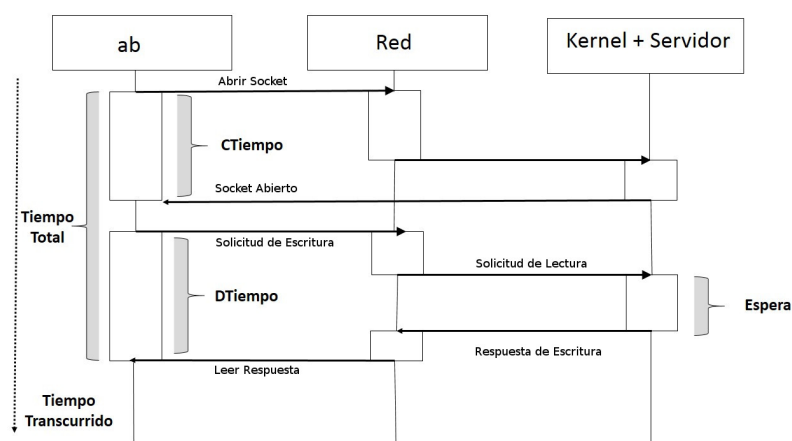 ab
Red
Kernel + Servidor
Abrir Socket
CTiempo
Socket Abierto
Tiempo
Total
Solicitud de Escritura
Solicitud de Lectura
DTiempo
Espera
Respuesta de Escritura
Leer Respuesta
Tiempo
Transcurrido